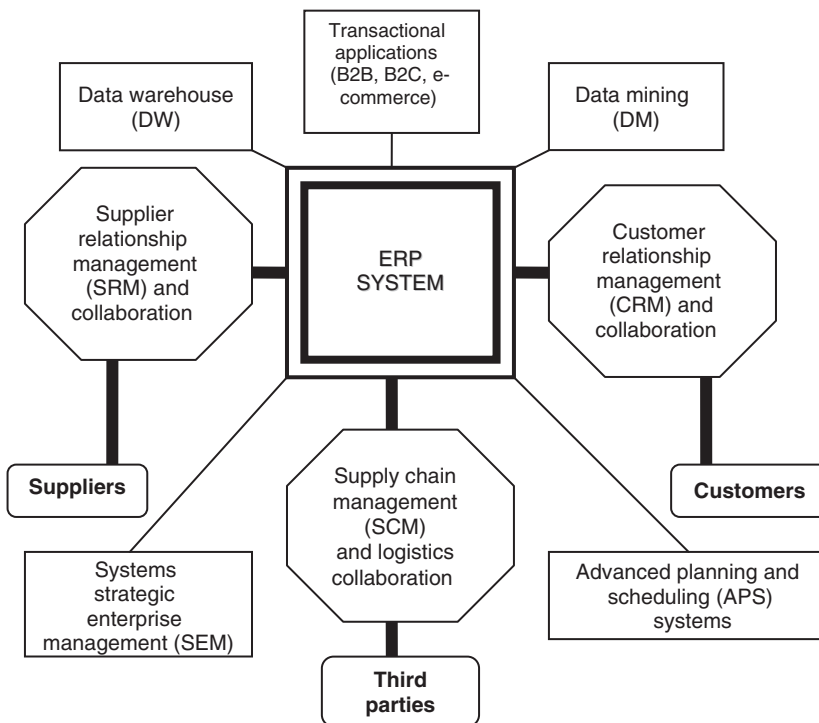 Transactional
applications
(B2B, B2C, e-
commerce)
Data warehouse
(DW)
Data mining
(DM)
Supplier
relationship
management
(SRM) and
collaboration
ERP
SYSTEM
Customer
relationship
management
(CRM) and
collaboration
Suppliers
Supply chain
management
(SCM)
and logistics
collaboration
Customers
Systems
strategic
enterprise
management (SEM)
Advanced planning and
scheduling (APS)
systems
Third
parties